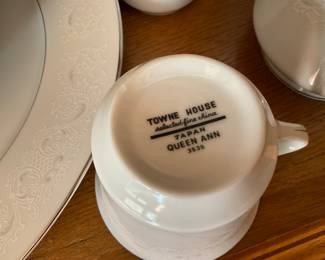 TOWNE HOUSE
selected fine china
JAPAN
QUEEN ANN
3535